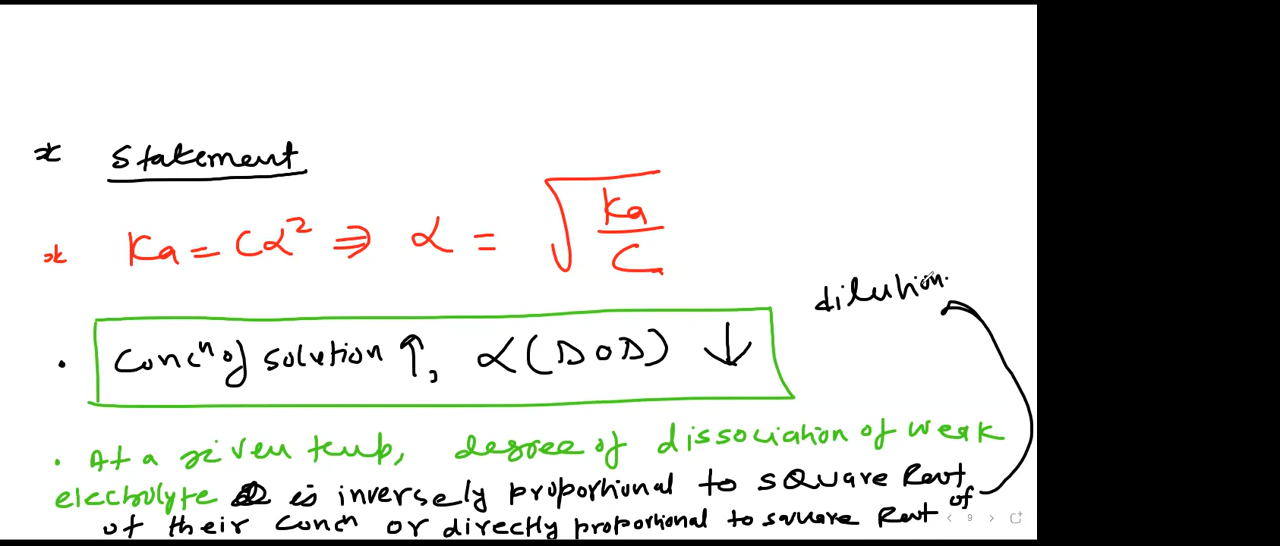 * Statement
* Ka = Cα² ⇒ α = √(Ka/C)
dilution.
. Concⁿ of solution ↑, α (DOD) ↓
. At a given temp, degree of dissociation of weak
electrolyte is inversely proportional to square Root
of their concn or directly proportional to square Root of
< 9 >